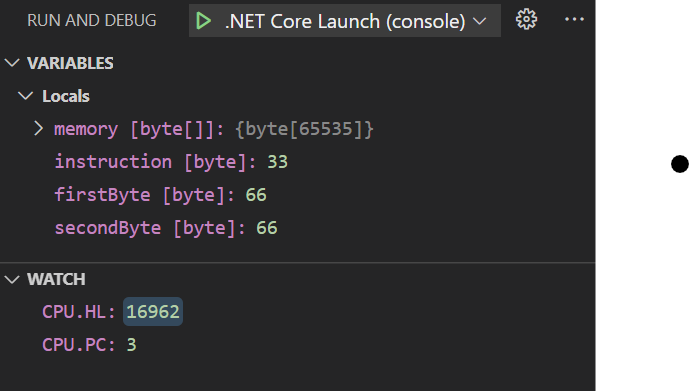 RUN AND DEBUG .NET Core Launch (console)
VARIABLES
Locals
memory [byte[]]: {byte[65535]}
instruction [byte]: 33
firstByte [byte]: 66
secondByte [byte]: 66
WATCH
CPU.HL: 16962
CPU.PC: 3